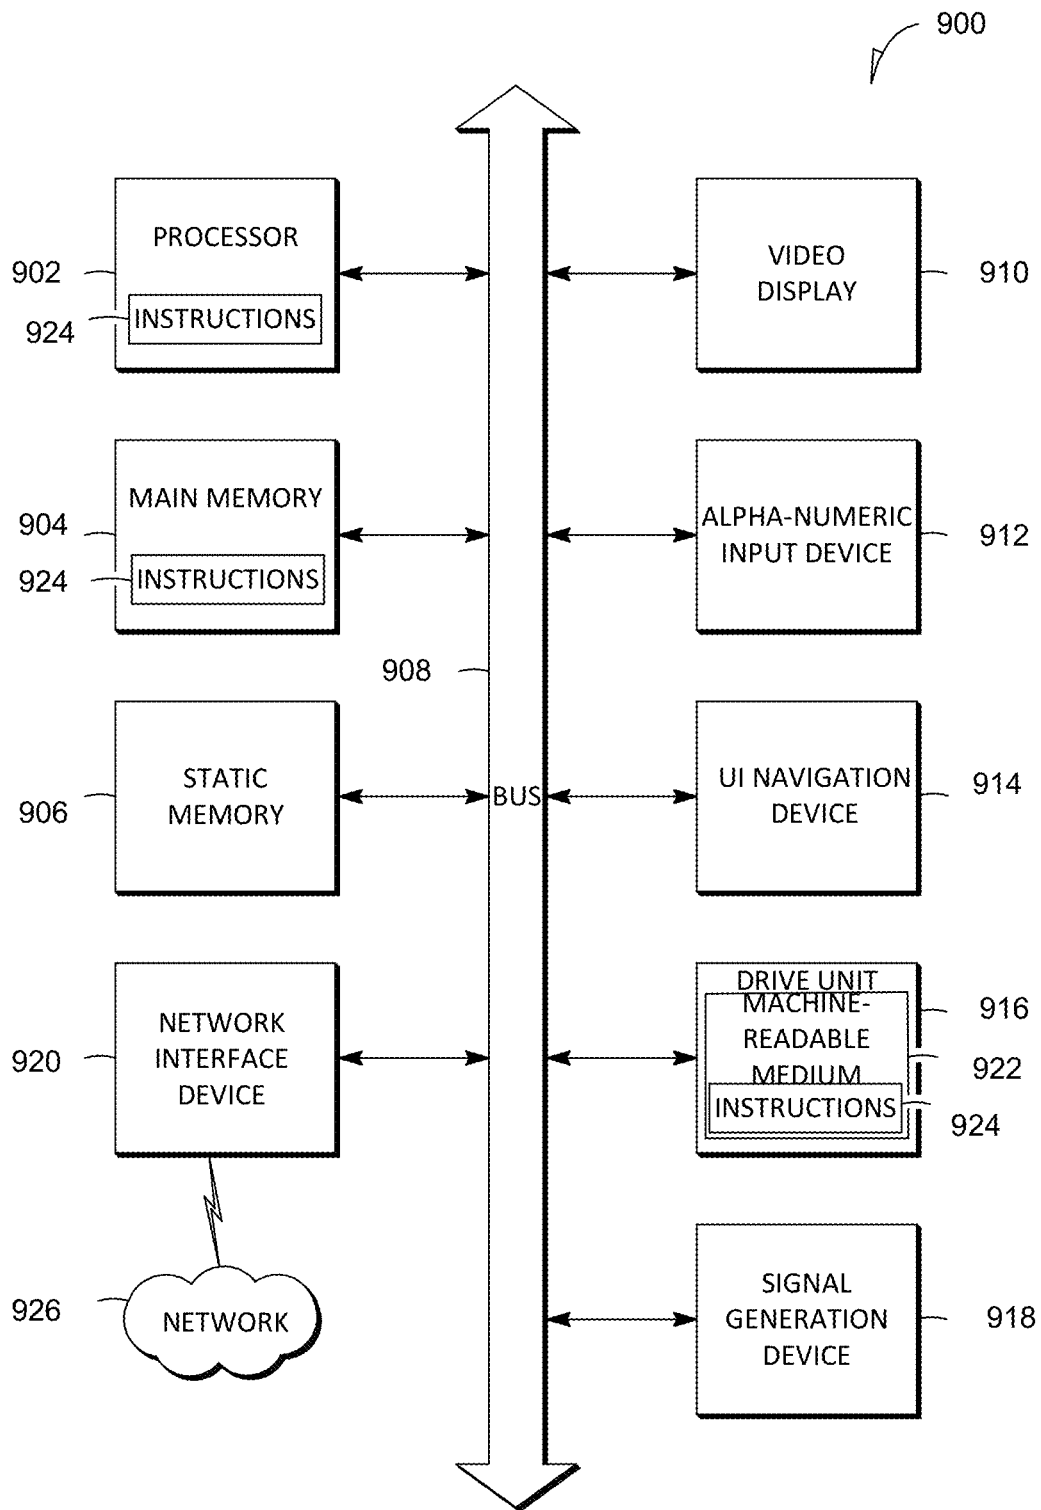 900
PROCESSOR
902
924
INSTRUCTIONS
VIDEO
DISPLAY
910
MAIN MEMORY
904
924
INSTRUCTIONS
ALPHA-NUMERIC
INPUT DEVICE
912
908
STATIC
MEMORY
906
BUS
UI NAVIGATION
DEVICE
914
NETWORK
INTERFACE
DEVICE
920
DRIVE UNIT
916
MACHINE-
READABLE
MEDIUM
922
INSTRUCTIONS
924
926
NETWORK
SIGNAL
GENERATION
DEVICE
918